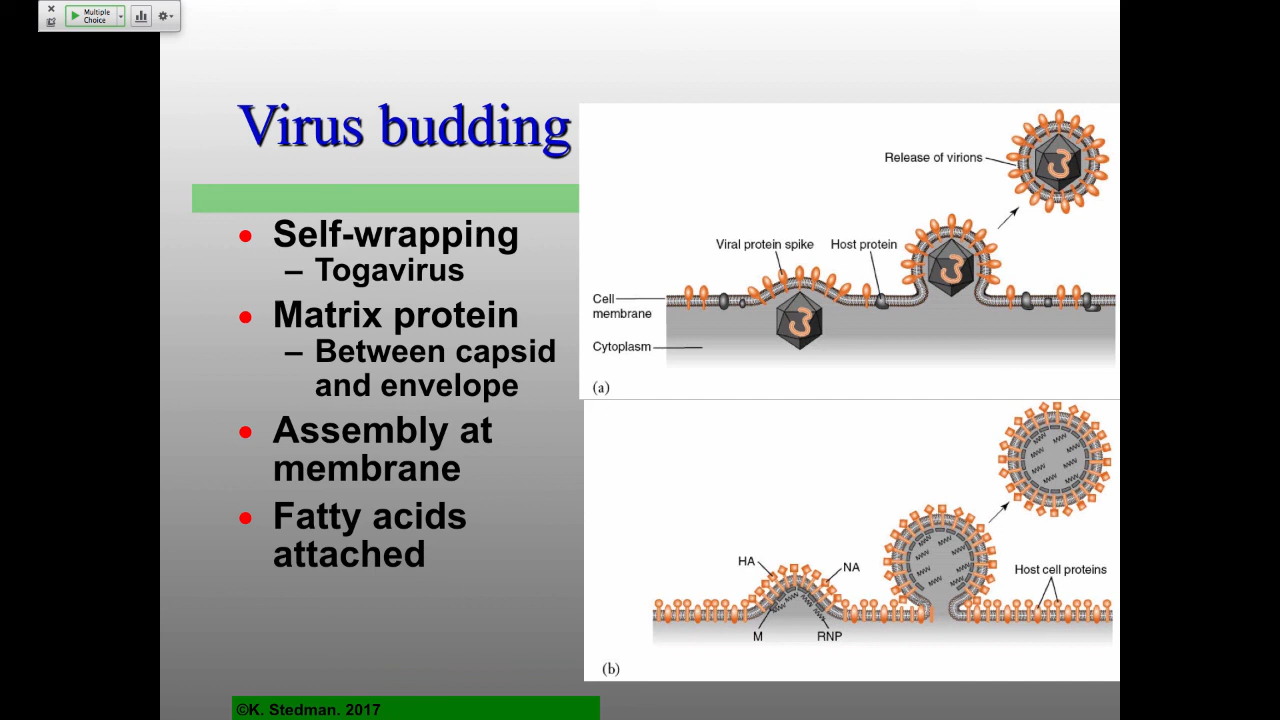 Multiple
Choice
Virus budding
Self-wrapping
– Togavirus
Matrix protein
– Between capsid
and envelope
Assembly at
membrane
Fatty acids
attached
Release of virions
Viral protein spike
Host protein
Cell
membrane
Cytoplasm
(a)
HA
NA
Host cell proteins
M
RNP
(b)
©K. Stedman. 2017